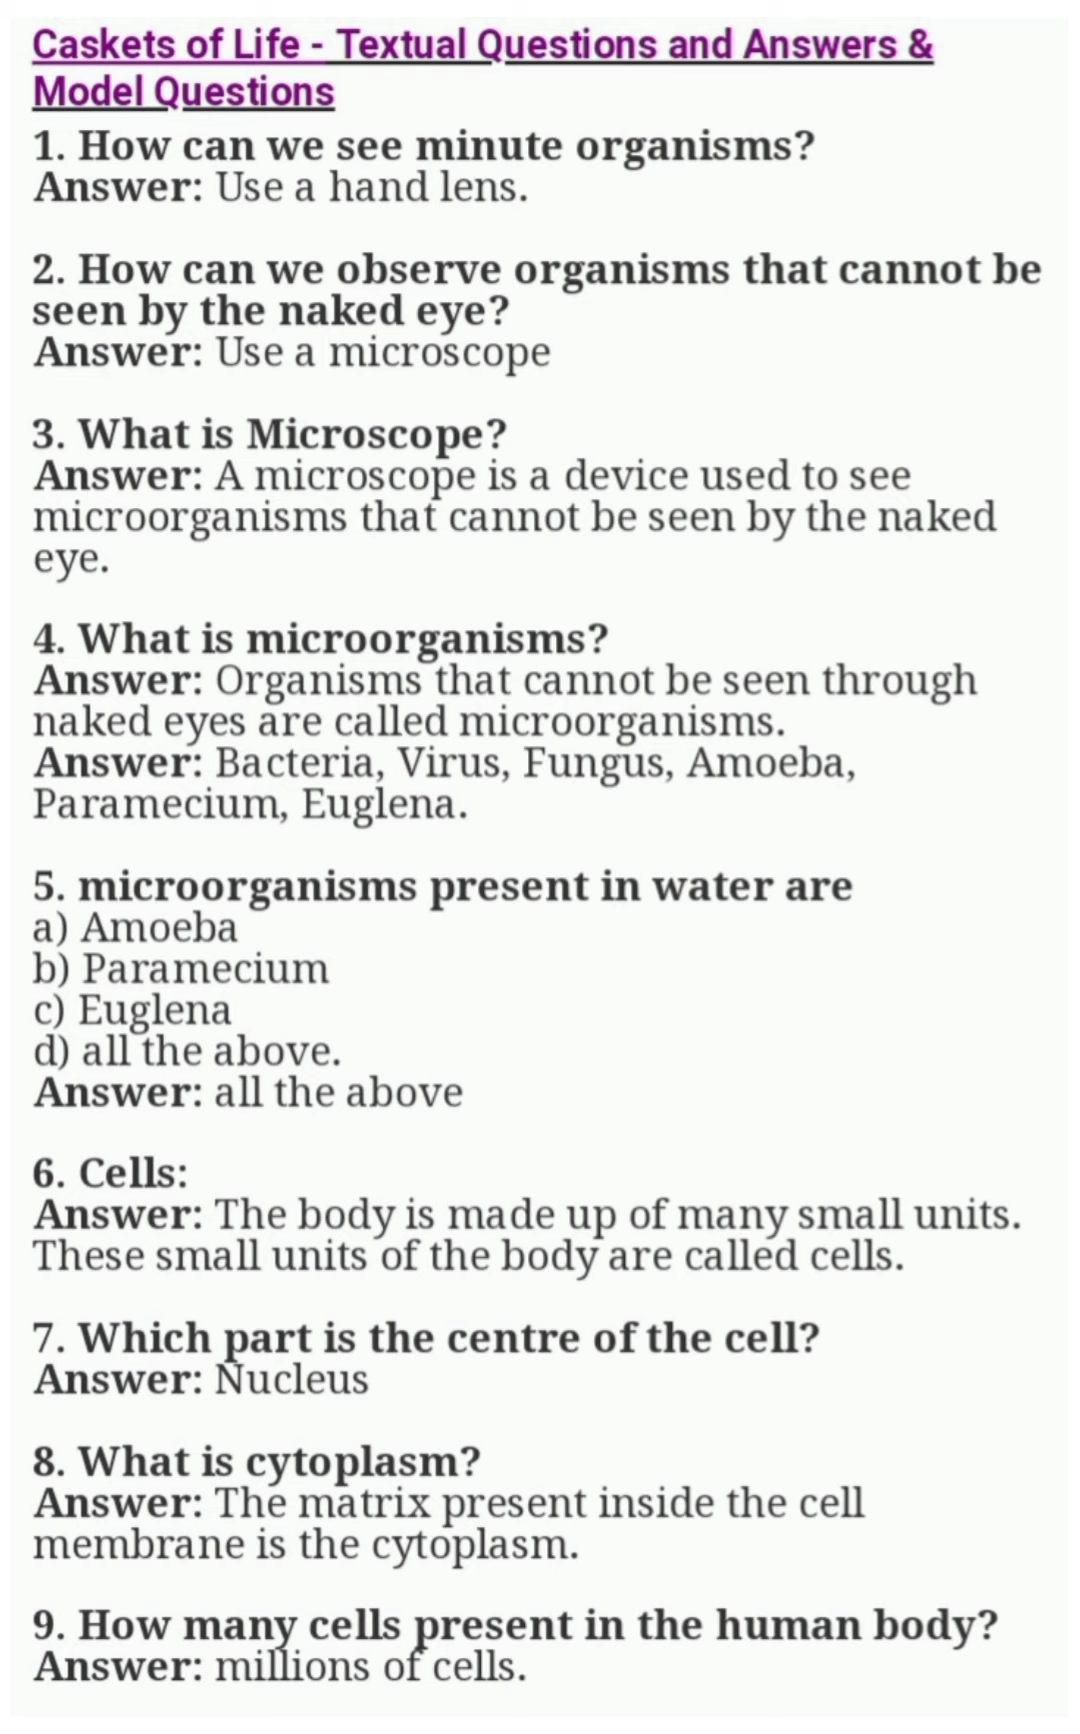 Caskets of Life - Textual Questions and Answers &
Model Questions
1. How can we see minute organisms?
Answer: Use a hand lens.
2. How can we observe organisms that cannot be
seen by the naked eye?
Answer: Use a microscope
3. What is Microscope?
Answer: A microscope is a device used to see
microorganisms that cannot be seen by the naked
eye.
4. What is microorganisms?
Answer: Organisms that cannot be seen through
naked eyes are called microorganisms.
Answer: Bacteria, Virus, Fungus, Amoeba,
Paramecium, Euglena.
5. microorganisms present in water are
a) Amoeba
b) Paramecium
c) Euglena
d) all the above.
Answer: all the above
6. Cells:
Answer: The body is made up of many small units.
These small units of the body are called cells.
7. Which part is the centre of the cell?
Answer: Nucleus
8. What is cytoplasm?
Answer: The matrix present inside the cell
membrane is the cytoplasm.
9. How many cells present in the human body?
Answer: millions of cells.